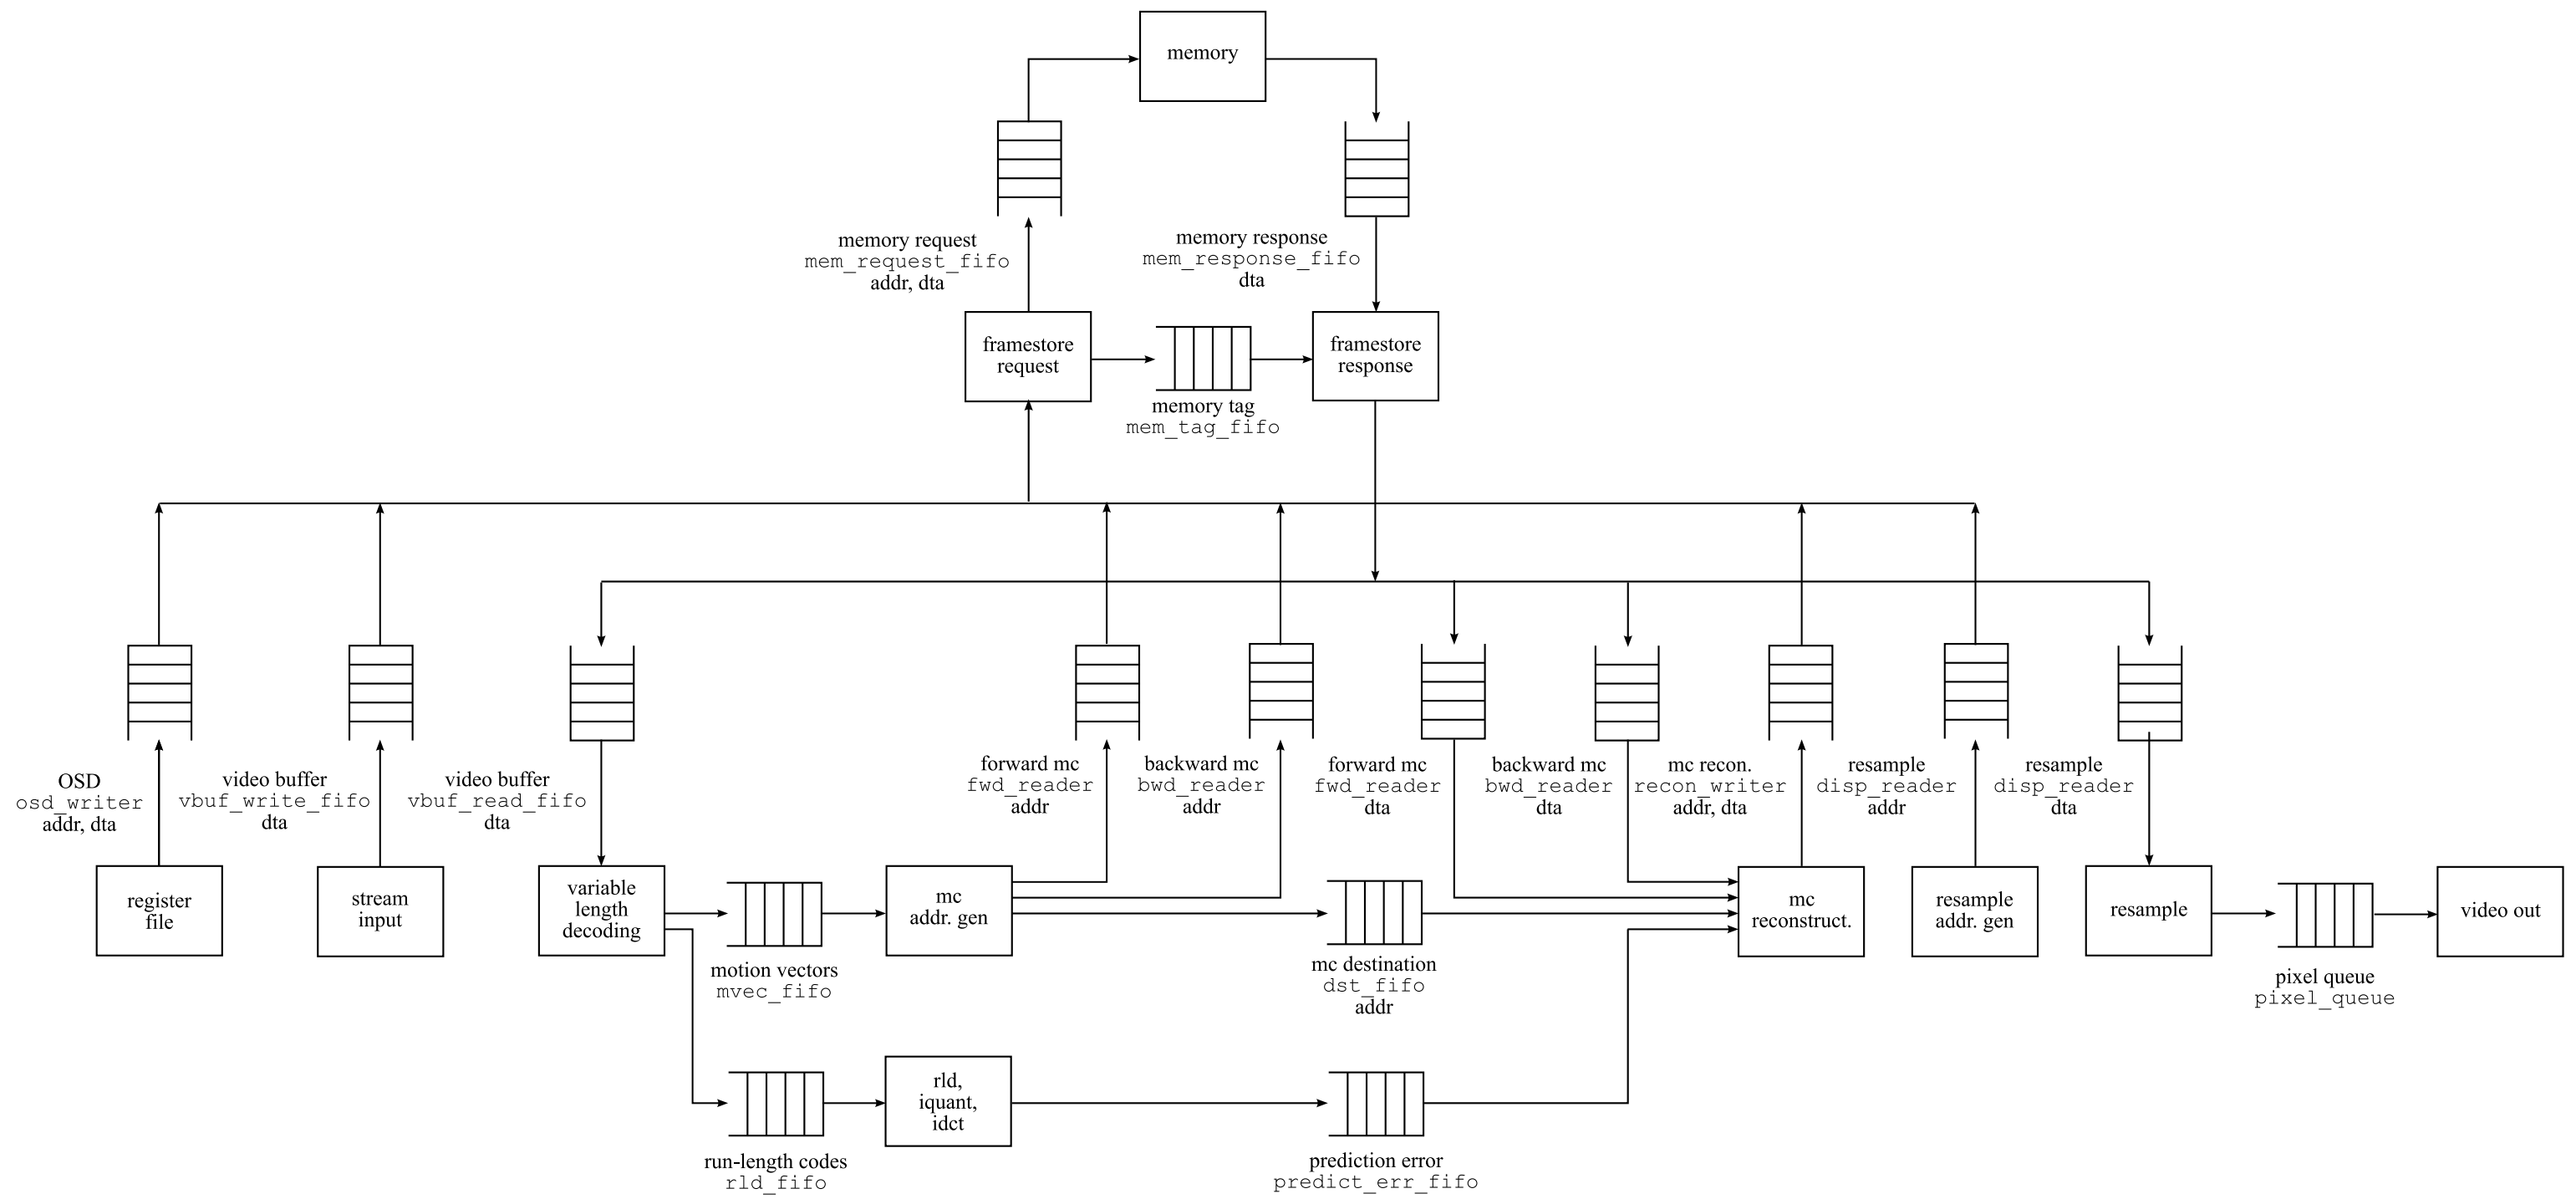 memory
memory request
mem_request_fifo
addr, dta
memory response
mem_response_fifo
dta
framestore
request
framestore
response
memory tag
mem_tag_fifo
OSD
osd_writer
addr, dta
video buffer
vbuf_write_fifo
dta
video buffer
vbuf_read_fifo
dta
forward mc
fwd_reader
addr
backward mc
bwd_reader
addr
forward mc
fwd_reader
dta
backward mc
bwd_reader
dta
mc recon.
recon_writer
addr, dta
resample
disp_reader
addr
resample
disp_reader
dta
register
file
stream
input
variable
length
decoding
mc
addr. gen
mc
reconstruct.
resample
addr. gen
resample
video out
motion vectors
mvec_fifo
mc destination
dst_fifo
addr
pixel queue
pixel_queue
rld,
iquant,
idct
run-length codes
rld_fifo
prediction error
predict_err_fifo